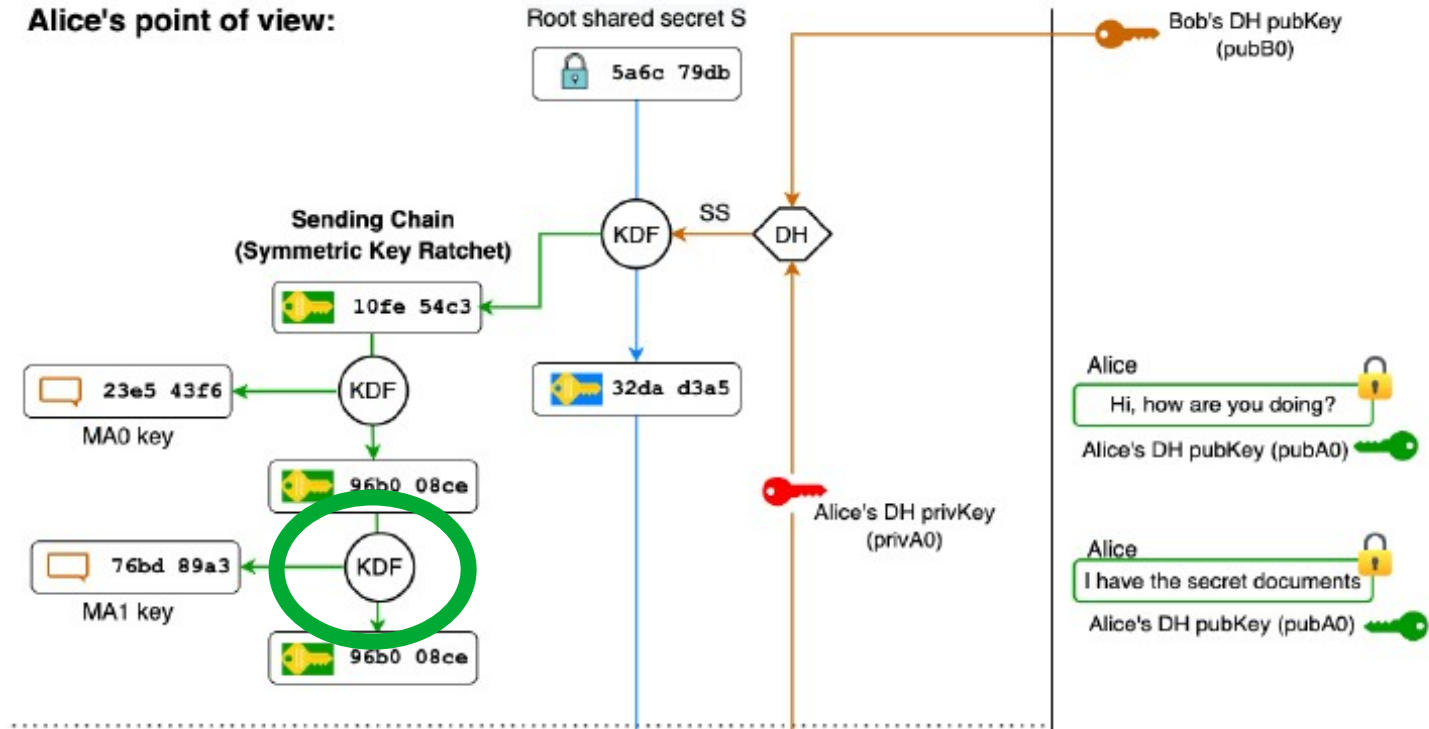 Alice's point of view:
Root shared secret S
Bob's DH pubKey
(pubB0)
5a6c 79db
Sending Chain
(Symmetric Key Ratchet)
KDF
SS
DH
10fe 54c3
KDF
23e5 43f6
MA0 key
32da d3a5
Alice
Hi, how are you doing?
Alice's DH pubKey (pubA0)
96b0 08ce
Alice's DH privKey
(privA0)
KDF
76bd 89a3
MA1 key
Alice
I have the secret documents
Alice's DH pubKey (pubA0)
96b0 08ce